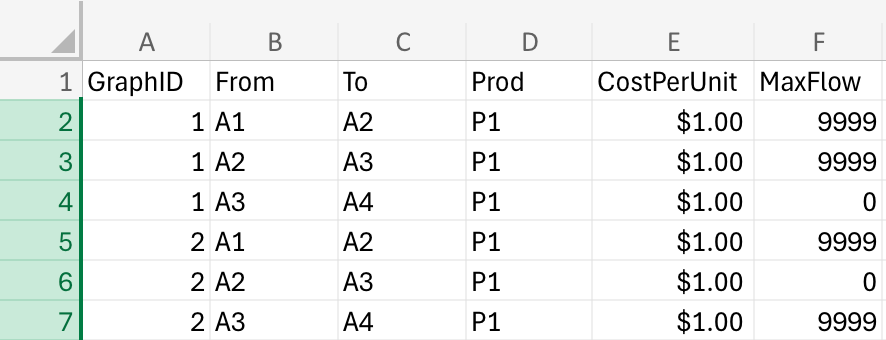 A B C D E F
1 GraphID From To Prod CostPerUnit MaxFlow
2 1 A1 A2 P1 $1.00 9999
3 1 A2 A3 P1 $1.00 9999
4 1 A3 A4 P1 $1.00 0
5 2 A1 A2 P1 $1.00 9999
6 2 A2 A3 P1 $1.00 0
7 2 A3 A4 P1 $1.00 9999